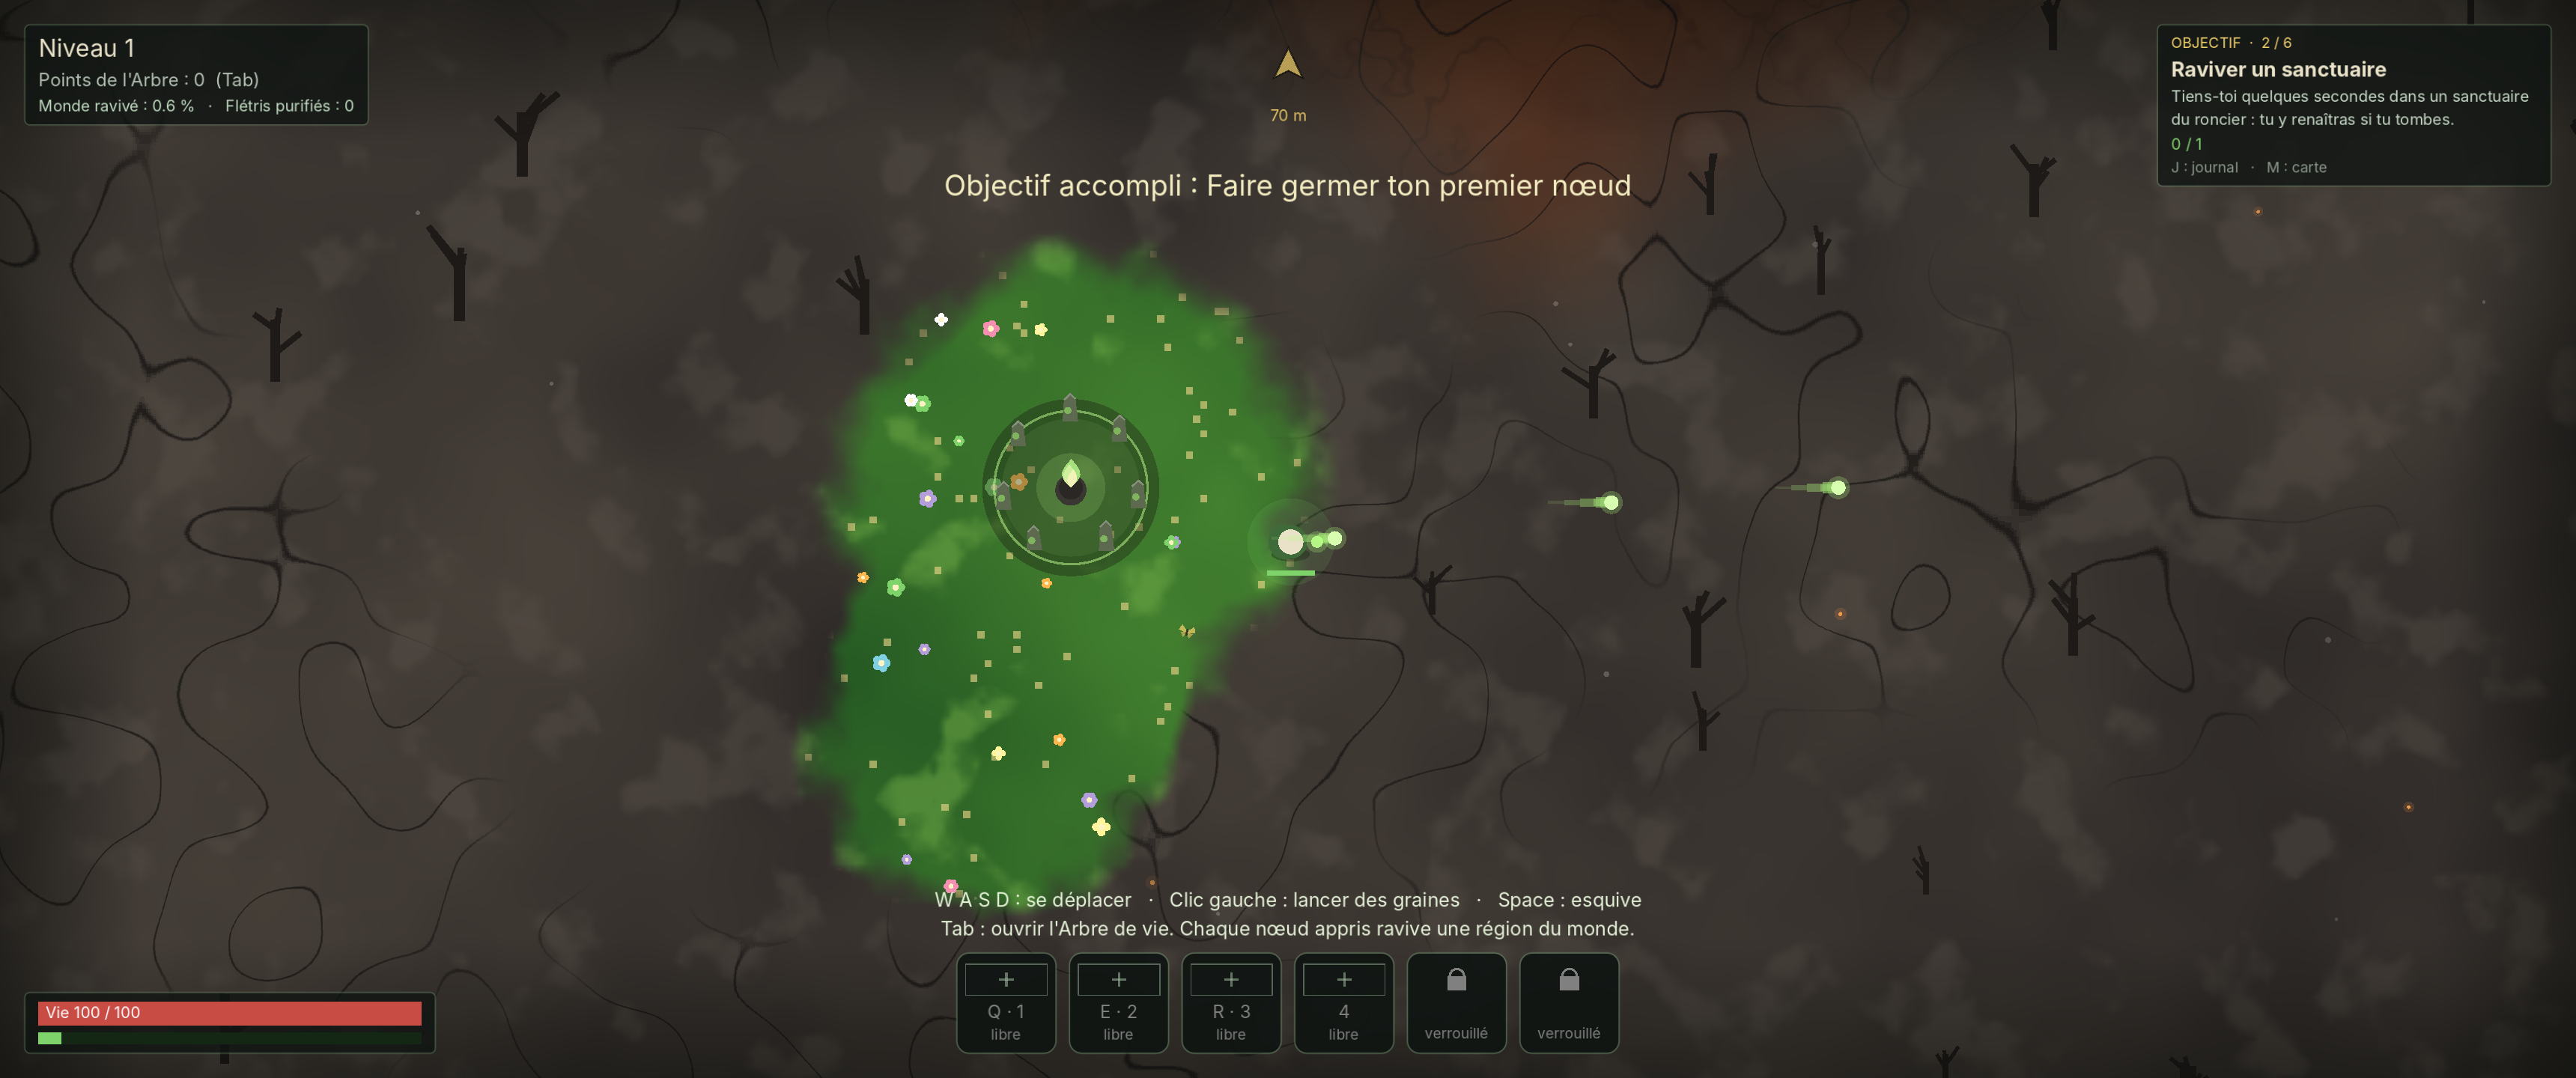 Niveau 1
Points de l'Arbre : 0 (Tab)
Monde ravivé : 0.6 % · Flétris purifiés : 0
70 m
OBJECTIF · 2 / 6
Raviver un sanctuaire
Tiens-toi quelques secondes dans un sanctuaire
du roncier : tu y renaîtras si tu tombes.
0 / 1
J : journal · M : carte
Objectif accompli : Faire germer ton premier nœud
W A S D : se déplacer · Clic gauche : lancer des graines · Space : esquive
Tab : ouvrir l'Arbre de vie. Chaque nœud appris ravive une région du monde.
Vie 100 / 100
Q · 1
libre
E · 2
libre
R · 3
libre
4
libre
verrouillé
verrouillé